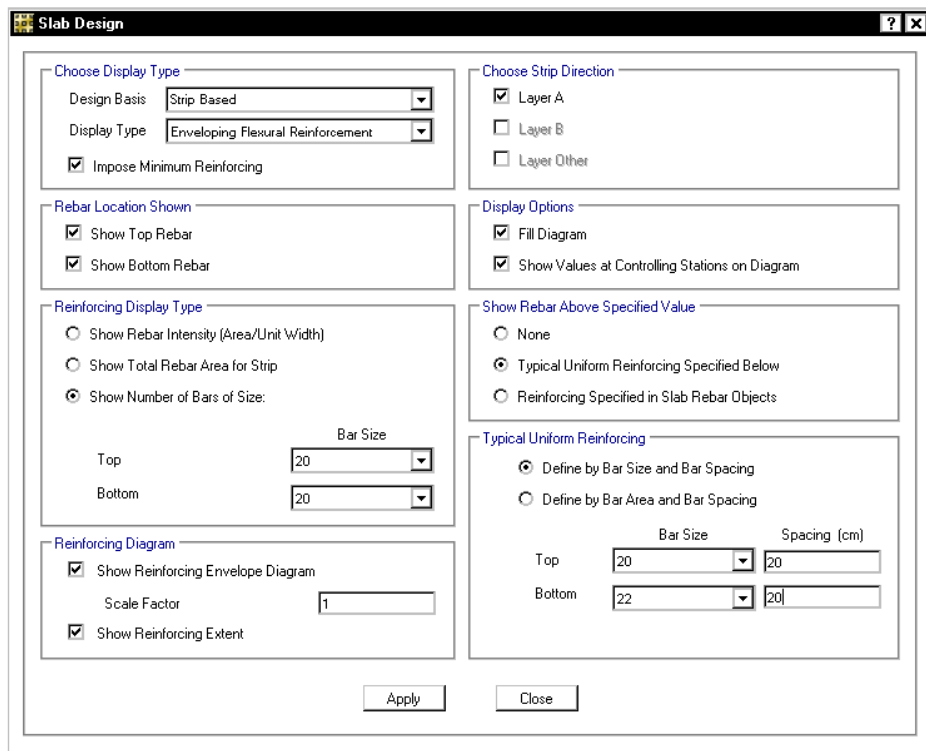 Slab Design
Choose Display Type
Design Basis Strip Based
Display Type Enveloping Flexural Reinforcement
Impose Minimum Reinforcing
Rebar Location Shown
Show Top Rebar
Show Bottom Rebar
Reinforcing Display Type
Show Rebar Intensity (Area/Unit Width)
Show Total Rebar Area for Strip
Show Number of Bars of Size:
Bar Size
Top 20
Bottom 20
Reinforcing Diagram
Show Reinforcing Envelope Diagram
Scale Factor 1
Show Reinforcing Extent
Choose Strip Direction
Layer A
Layer B
Layer Other
Display Options
Fill Diagram
Show Values at Controlling Stations on Diagram
Show Rebar Above Specified Value
None
Typical Uniform Reinforcing Specified Below
Reinforcing Specified in Slab Rebar Objects
Typical Uniform Reinforcing
Define by Bar Size and Bar Spacing
Define by Bar Area and Bar Spacing
Bar Size Spacing (cm)
Top 20 20
Bottom 22 20
Apply Close